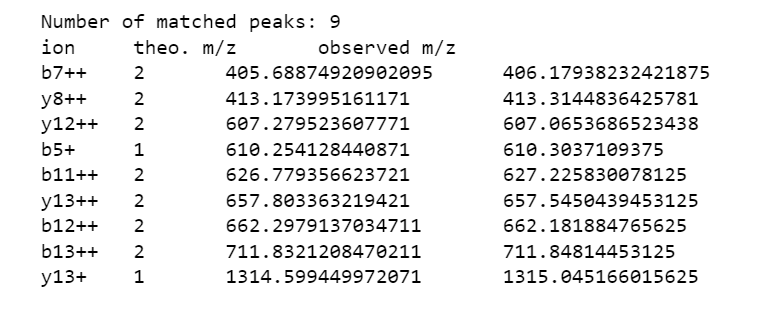 Number of matched peaks: 9
ion theo. m/z observed m/z
b7++ 2 405.68874920902095 406.17938232421875
y8++ 2 413.173995161171 413.3144836425781
y12++ 2 607.279523607771 607.0653686523438
b5+ 1 610.254128440871 610.3037109375
b11++ 2 626.779356623721 627.225830078125
y13++ 2 657.803363219421 657.5450439453125
b12++ 2 662.2979137034711 662.181884765625
b13++ 2 711.8321208470211 711.84814453125
y13+ 1 1314.599449972071 1315.045166015625